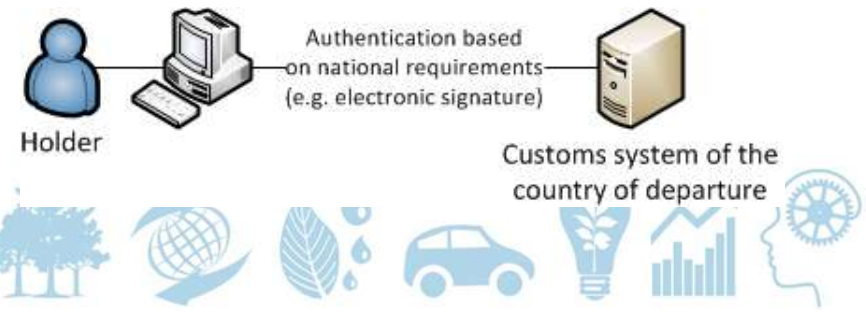 Authentication based
on national requirements
(e.g. electronic signature)
Holder
Customs system of the
country of departure